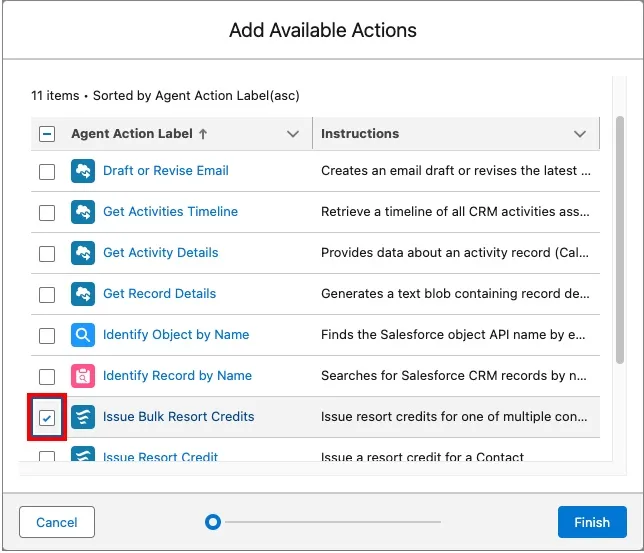 Add Available Actions
11 items • Sorted by Agent Action Label(asc)
Agent Action Label ↑ Instructions
Draft or Revise Email Creates an email draft or revises the latest ...
Get Activities Timeline Retrieve a timeline of all CRM activities ass...
Get Activity Details Provides data about an activity record (Cal...
Get Record Details Generates a text blob containing record de...
Identify Object by Name Finds the Salesforce object API name by e...
Identify Record by Name Searches for Salesforce CRM records by n...
Issue Bulk Resort Credits Issue resort credits for one of multiple con...
Issue Resort Credit Issue a resort credit for a Contact
Cancel Finish